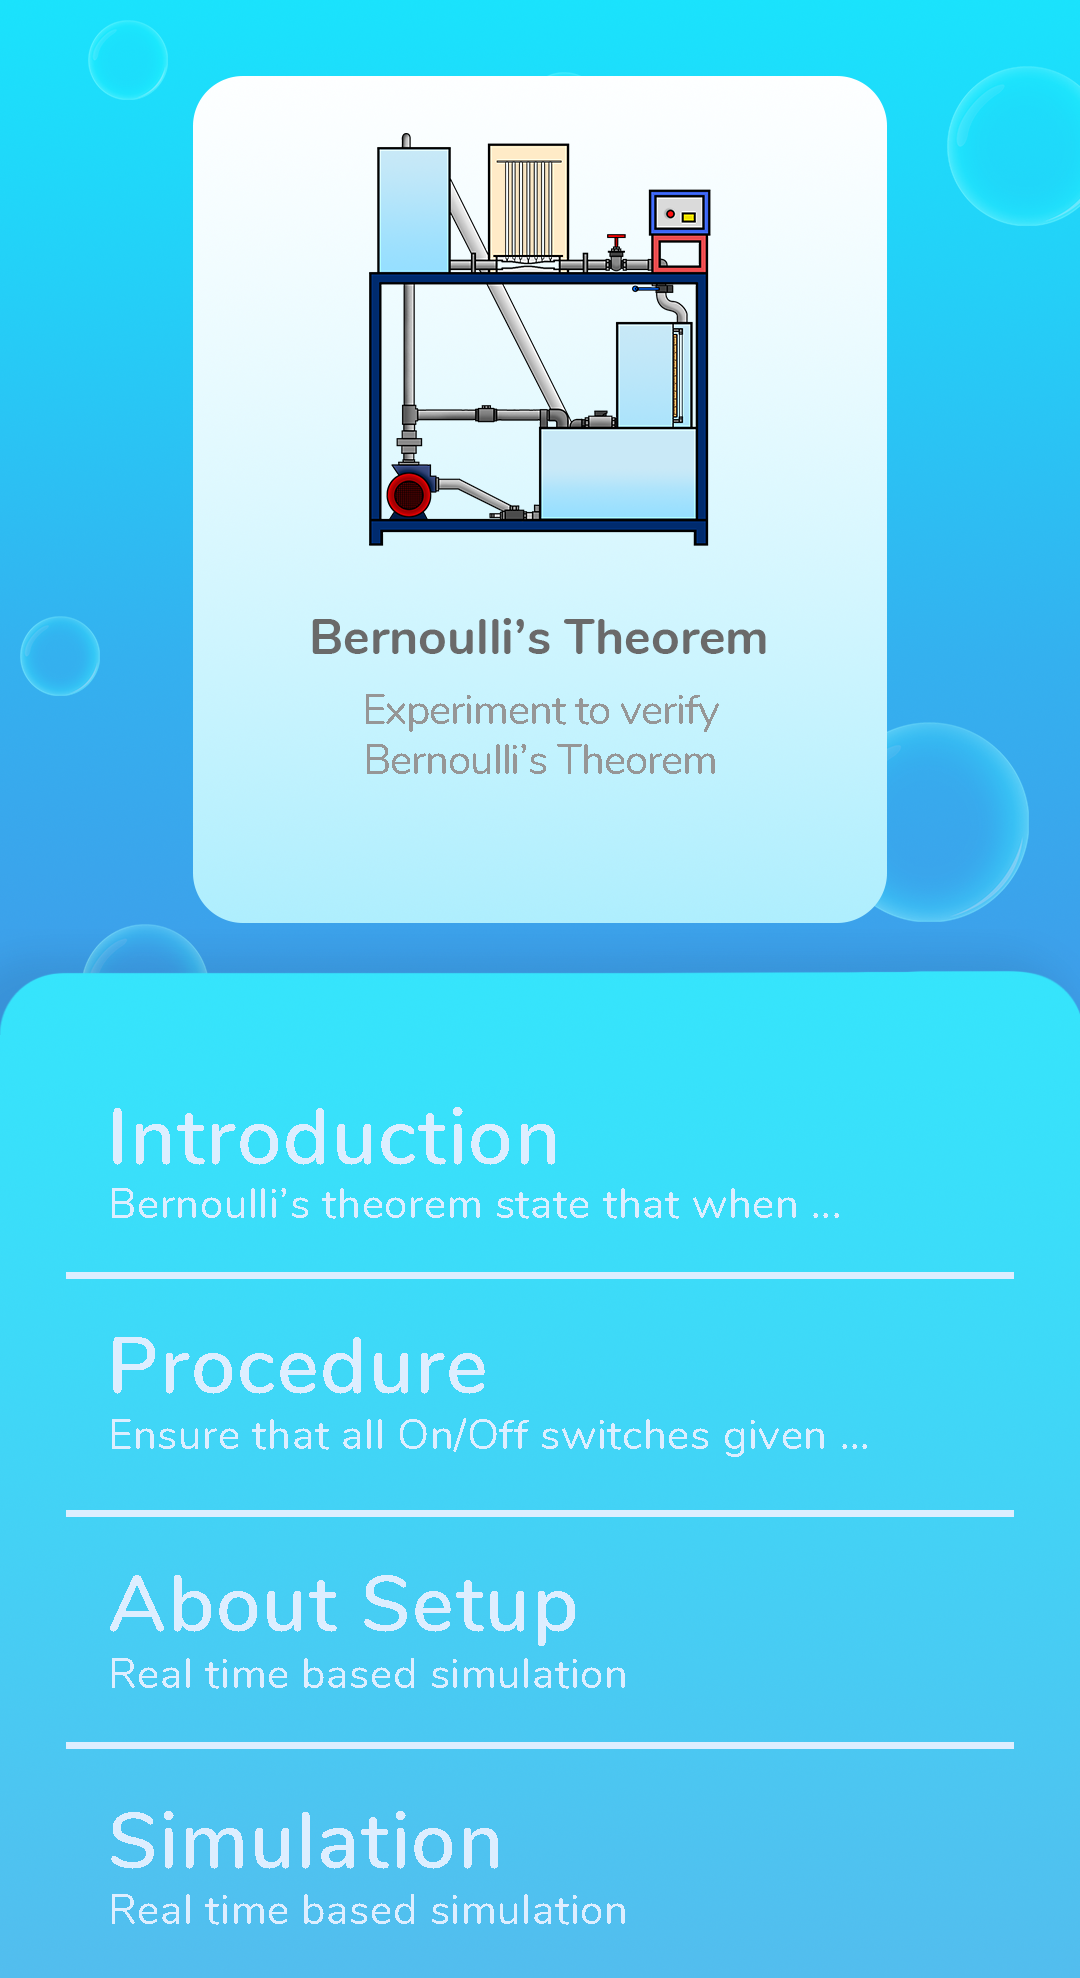 Bernoulli’s Theorem
Experiment to verify
Bernoulli’s Theorem
Introduction
Bernoulli’s theorem state that when ...
Procedure
Ensure that all On/Off switches given ...
About Setup
Real time based simulation
Simulation
Real time based simulation